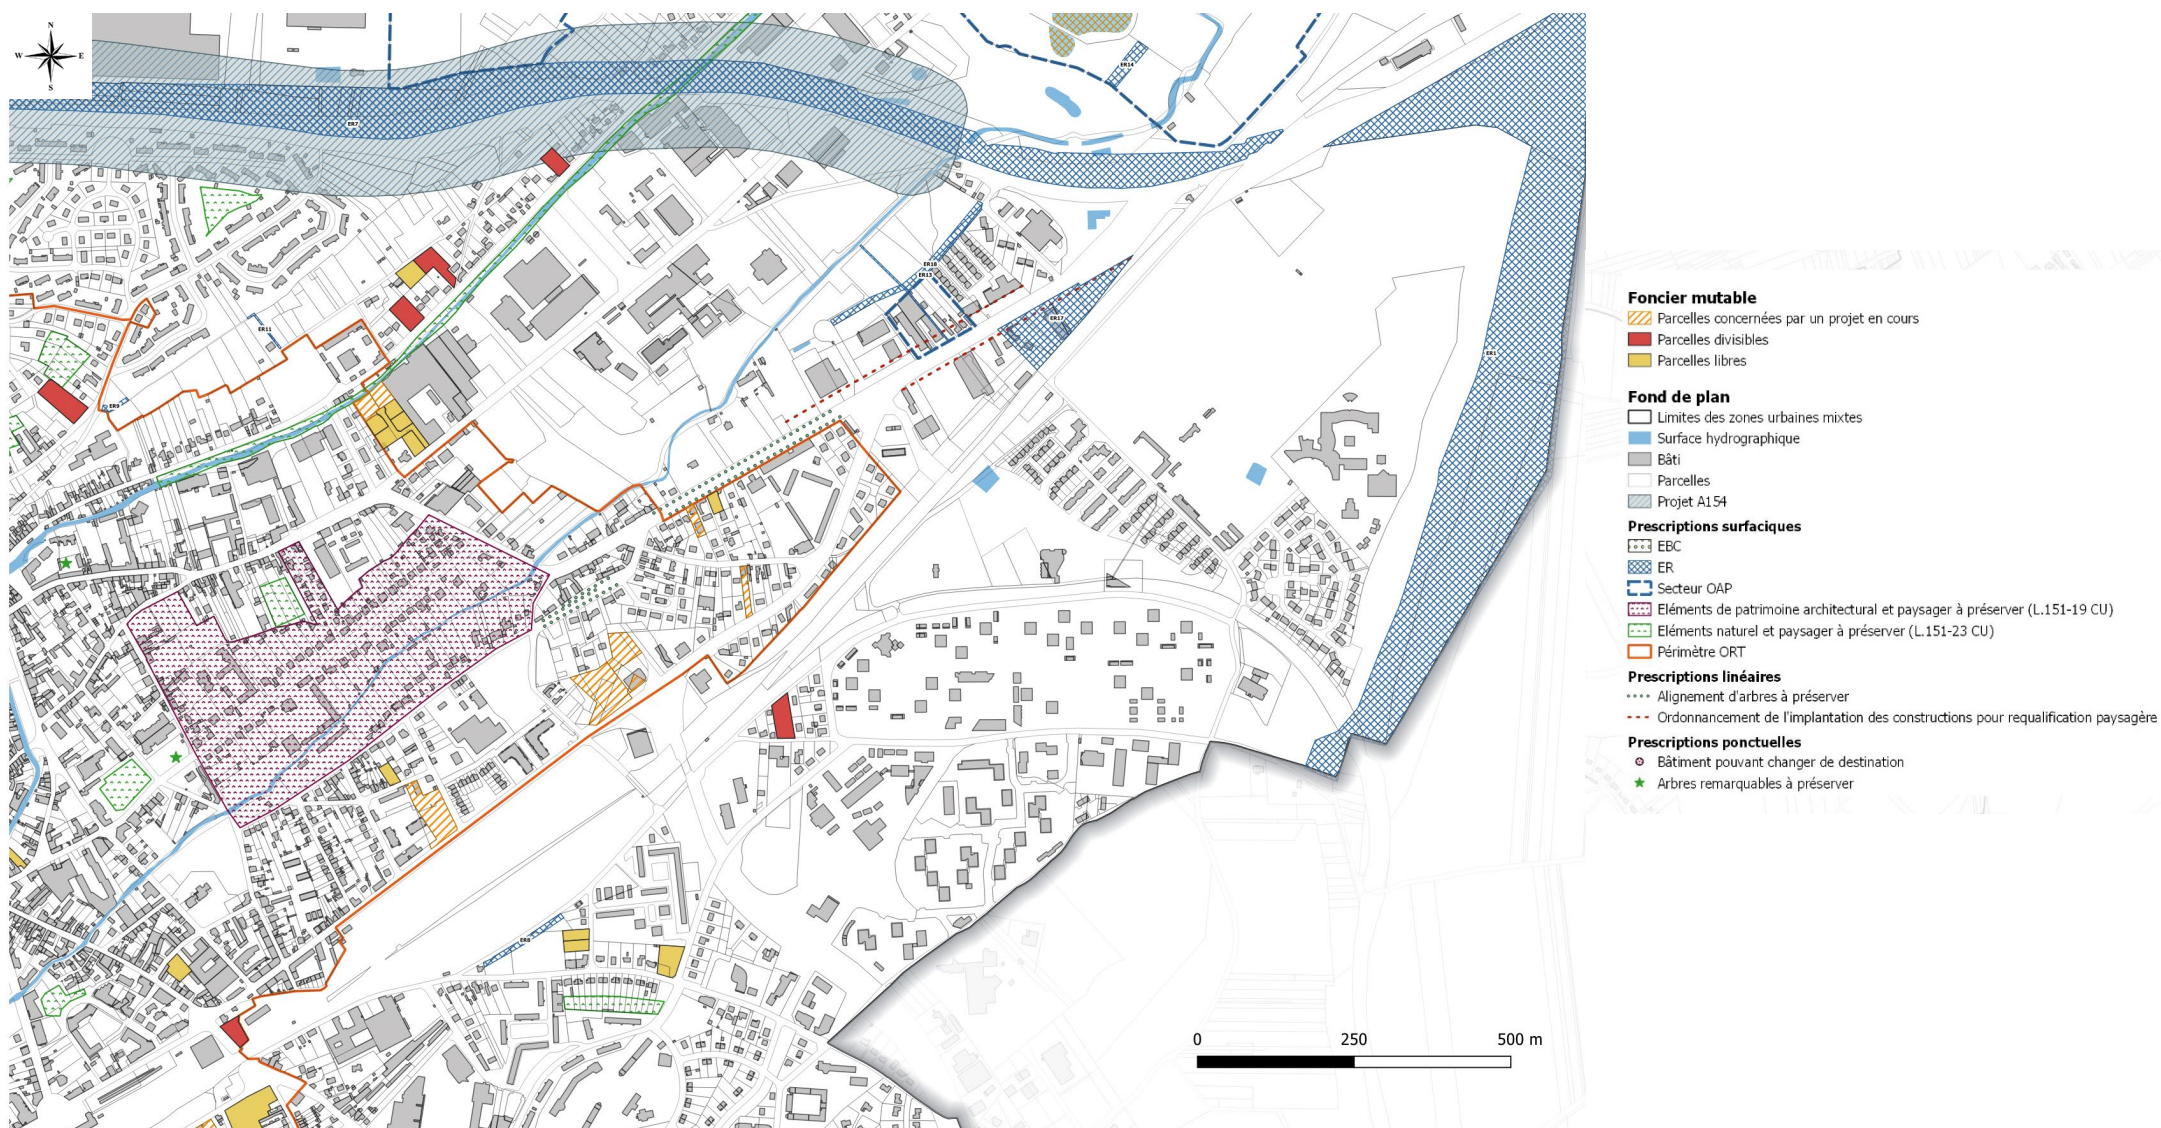 N
W E
S
ER14
ER7
ER18
ER13
ER17
ER11
ER1
ER9
ER8
0 250 500 m
Foncier mutable
Parcelles concernées par un projet en cours
Parcelles divisibles
Parcelles libres
Fond de plan
Limites des zones urbaines mixtes
Surface hydrographique
Bâti
Parcelles
Projet A154
Prescriptions surfaciques
EBC
ER
Secteur OAP
Eléments de patrimoine architectural et paysager à préserver (L.151-19 CU)
Eléments naturel et paysager à préserver (L.151-23 CU)
Périmètre ORT
Prescriptions linéaires
Alignement d'arbres à préserver
Ordonnancement de l'implantation des constructions pour requalification paysagère
Prescriptions ponctuelles
Bâtiment pouvant changer de destination
Arbres remarquables à préserver